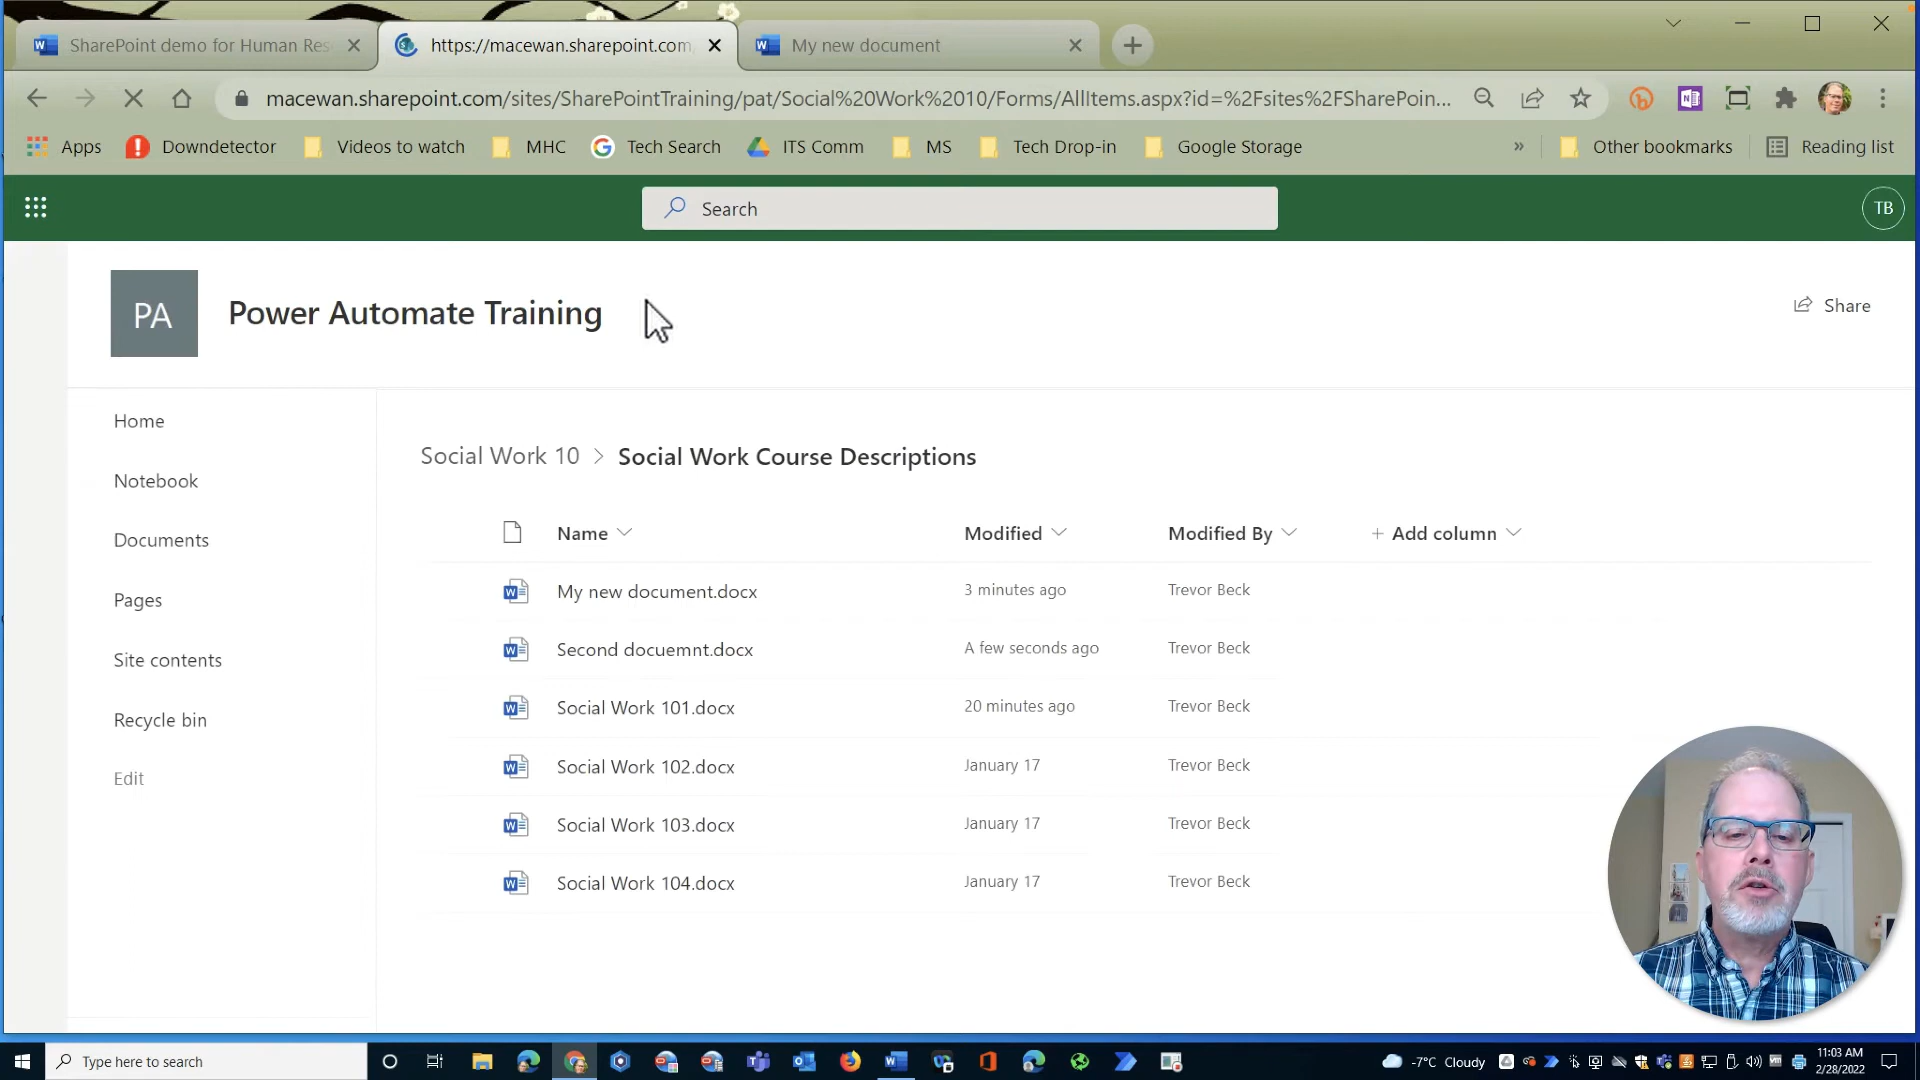 SharePoint demo for Human Res
https://macewan.sharepoint.com
My new document
macewan.sharepoint.com/sites/SharePointTraining/pat/Social%20Work%2010/Forms/AllItems.aspx?id=%2Fsites%2FSharePoin...
Apps
Downdetector
Videos to watch
MHC
Tech Search
ITS Comm
MS
Tech Drop-in
Google Storage
»
Other bookmarks
Reading list
Search
TB
PA
Power Automate Training
Share
Home
Notebook
Documents
Pages
Site contents
Recycle bin
Edit
Social Work 10 > Social Work Course Descriptions
Name Modified Modified By + Add column
My new document.docx 3 minutes ago Trevor Beck
Second docuemnt.docx A few seconds ago Trevor Beck
Social Work 101.docx 20 minutes ago Trevor Beck
Social Work 102.docx January 17 Trevor Beck
Social Work 103.docx January 17 Trevor Beck
Social Work 104.docx January 17 Trevor Beck
Type here to search
-7°C Cloudy
11:03 AM
2/28/2022